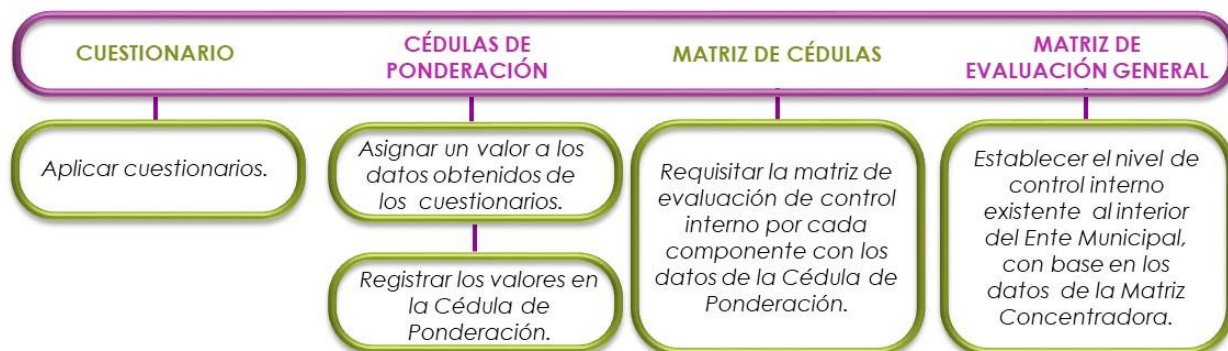 CUESTIONARIO
CÉDULAS DE
PONDERACIÓN
MATRIZ DE CÉDULAS
MATRIZ DE
EVALUACIÓN GENERAL
Aplicar cuestionarios.
Asignar un valor a los
datos obtenidos de
los cuestionarios.
Registrar los valores en
la Cédula de
Ponderación.
Requisitar la matriz de
evaluación de control
interno por cada
componente con los
datos de la Cédula de
Ponderación.
Establecer el nivel de
control interno
existente al interior
del Ente Municipal,
con base en los
datos de la Matriz
Concentradora.